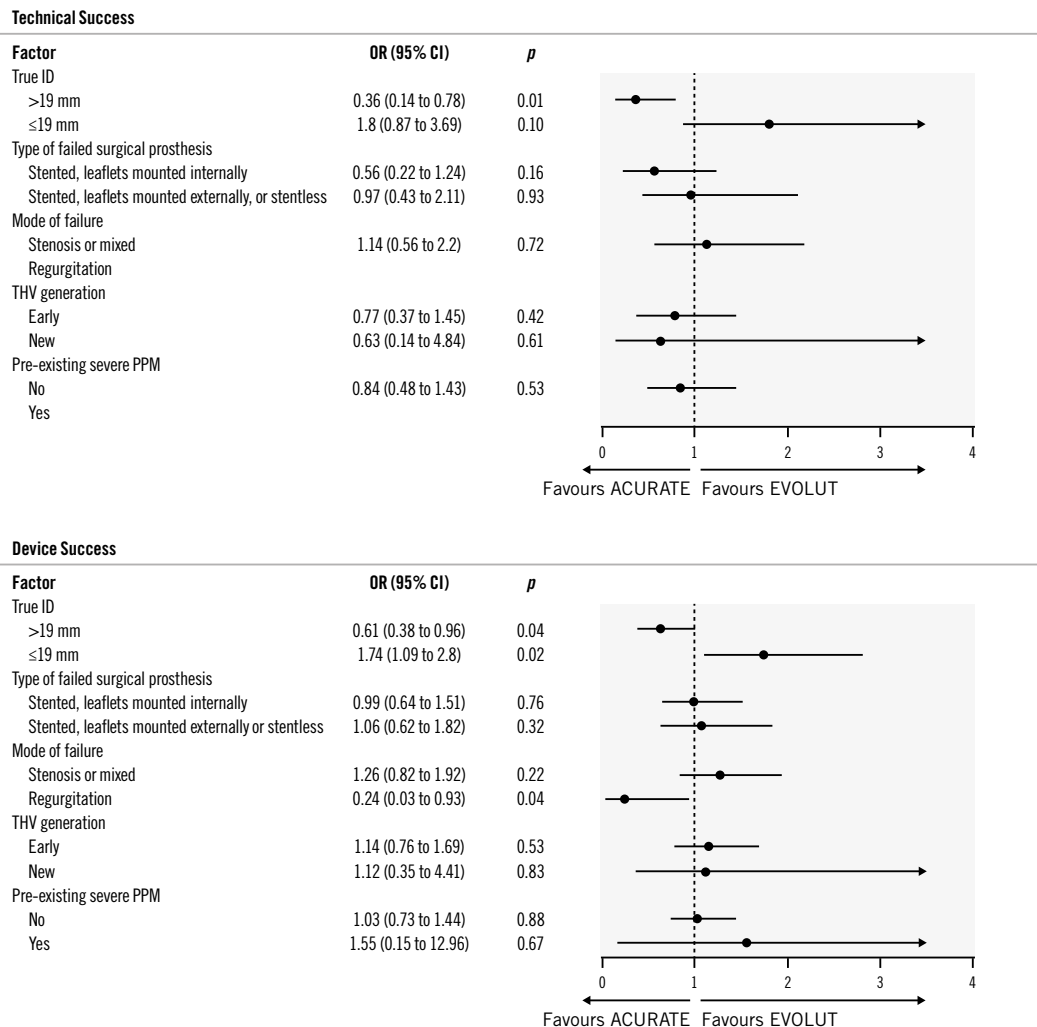 Technical Success
Factor OR (95% CI) p
True ID
>19 mm 0.36 (0.14 to 0.78) 0.01
≤19 mm 1.8 (0.87 to 3.69) 0.10
Type of failed surgical prosthesis
Stented, leaflets mounted internally 0.56 (0.22 to 1.24) 0.16
Stented, leaflets mounted externally, or stentless 0.97 (0.43 to 2.11) 0.93
Mode of failure
Stenosis or mixed 1.14 (0.56 to 2.2) 0.72
Regurgitation
THV generation
Early 0.77 (0.37 to 1.45) 0.42
New 0.63 (0.14 to 4.84) 0.61
Pre-existing severe PPM
No 0.84 (0.48 to 1.43) 0.53
Yes
0 1 2 3 4
Favours ACURATE Favours EVOLUT
Device Success
Factor OR (95% CI) p
True ID
>19 mm 0.61 (0.38 to 0.96) 0.04
≤19 mm 1.74 (1.09 to 2.8) 0.02
Type of failed surgical prosthesis
Stented, leaflets mounted internally 0.99 (0.64 to 1.51) 0.76
Stented, leaflets mounted externally or stentless 1.06 (0.62 to 1.82) 0.32
Mode of failure
Stenosis or mixed 1.26 (0.82 to 1.92) 0.22
Regurgitation 0.24 (0.03 to 0.93) 0.04
THV generation
Early 1.14 (0.76 to 1.69) 0.53
New 1.12 (0.35 to 4.41) 0.83
Pre-existing severe PPM
No 1.03 (0.73 to 1.44) 0.88
Yes 1.55 (0.15 to 12.96) 0.67
0 1 2 3 4
Favours ACURATE Favours EVOLUT